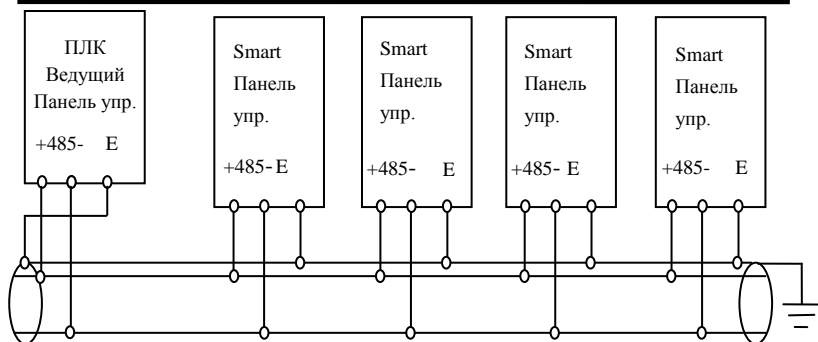 ПЛК
Ведущий
Панель упр.
+485- E
Smart
Панель
упр.
+485- E
Smart
Панель
упр.
+485- E
Smart
Панель
упр.
+485- E
Smart
Панель
упр.
+485- E